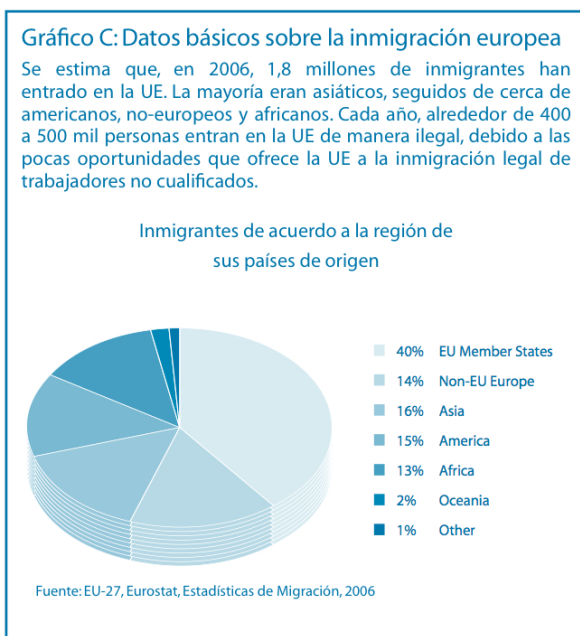 Gráfico C: Datos básicos sobre la inmigración europea
Se estima que, en 2006, 1,8 millones de inmigrantes han
entrado en la UE. La mayoría eran asiáticos, seguidos de cerca de
americanos, no-europeos y africanos. Cada año, alrededor de 400
a 500 mil personas entran en la UE de manera ilegal, debido a las
pocas oportunidades que ofrece la UE a la inmigración legal de
trabajadores no cualificados.
Inmigrantes de acuerdo a la región de
sus países de origen
40% EU Member States
14% Non-EU Europe
16% Asia
15% America
13% Africa
2% Oceania
1% Other
Fuente: EU-27, Eurostat, Estadísticas de Migración, 2006